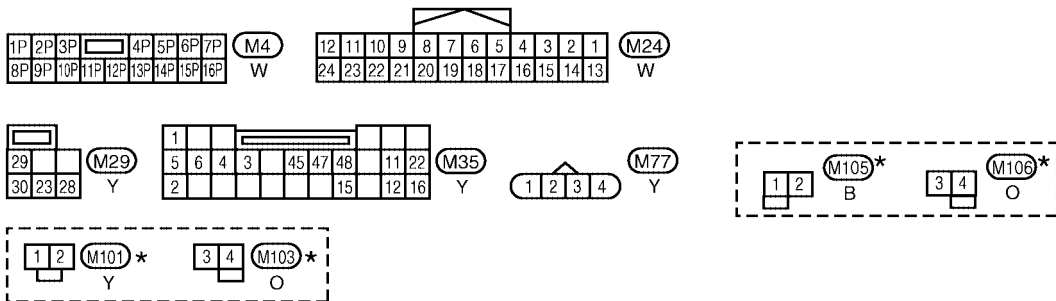 1P 2P 3P 4P 5P 6P 7P M4
8P 9P 10P 11P 12P 13P 14P 15P 16P W
12 11 10 9 8 7 6 5 4 3 2 1 M24
24 23 22 21 20 19 18 17 16 15 14 13 W
29 M29
30 23 28 Y
1
5 6 4 3 45 47 48 11 22 M35
2 15 12 16 Y
M77
1 2 3 4 Y
1 2 M105 *
B
3 4 M106 *
O
1 2 M101 *
Y
3 4 M103 *
O